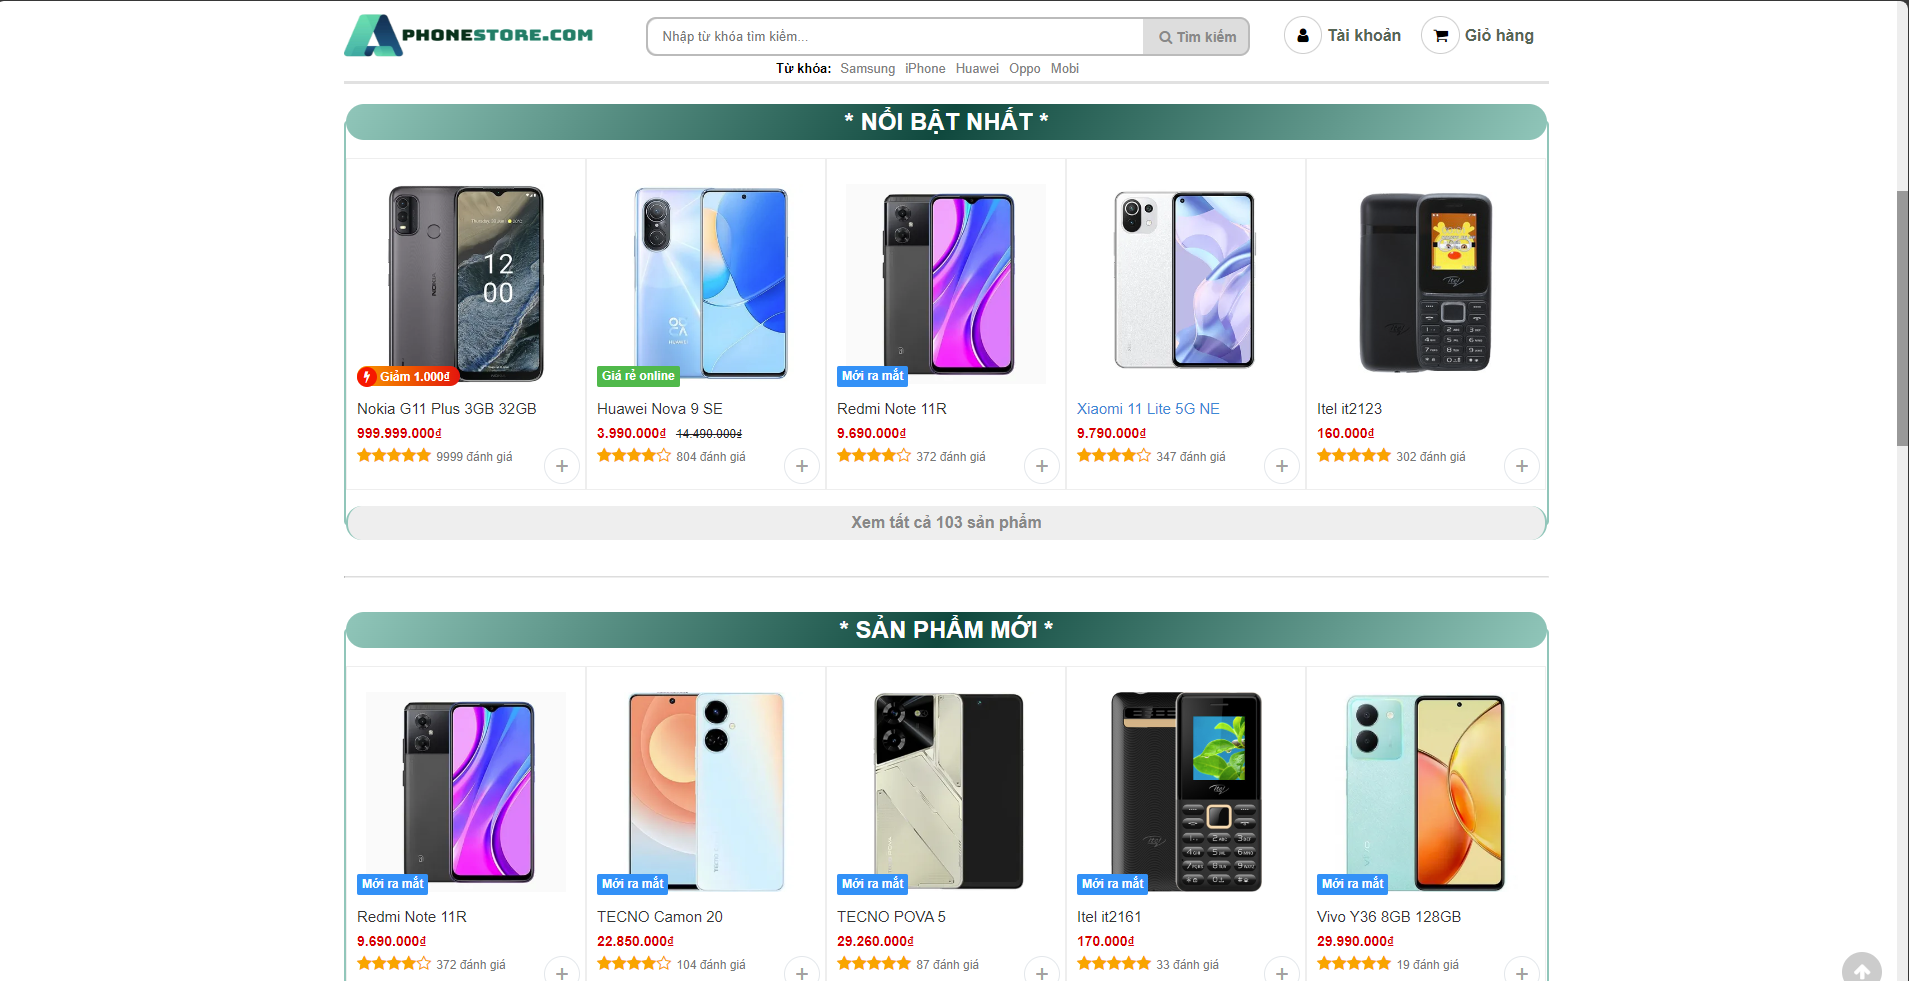 APHONESTORE.COM
Nhập từ khóa tìm kiếm...
Tìm kiếm
Tài khoản
Giỏ hàng
Từ khóa: Samsung iPhone Huawei Oppo Mobi
* NỔI BẬT NHẤT *
12
00
NOKIA
HUAWEI
Giảm 1.000₫
Giá rẻ online
Mới ra mắt
Nokia G11 Plus 3GB 32GB
999.999.000₫
9999 đánh giá
+
Huawei Nova 9 SE
3.990.000₫ 14.490.000₫
804 đánh giá
+
Redmi Note 11R
9.690.000₫
372 đánh giá
+
Xiaomi 11 Lite 5G NE
9.790.000₫
347 đánh giá
+
Itel it2123
160.000₫
302 đánh giá
+
Xem tất cả 103 sản phẩm
* SẢN PHẨM MỚI *
Mới ra mắt
Redmi Note 11R
9.690.000₫
372 đánh giá
+
Mới ra mắt
TECNO Camon 20
22.850.000₫
104 đánh giá
+
Mới ra mắt
TECNO POVA 5
29.260.000₫
87 đánh giá
+
Mới ra mắt
Itel it2161
170.000₫
33 đánh giá
+
Mới ra mắt
Vivo Y36 8GB 128GB
29.990.000₫
19 đánh giá
+